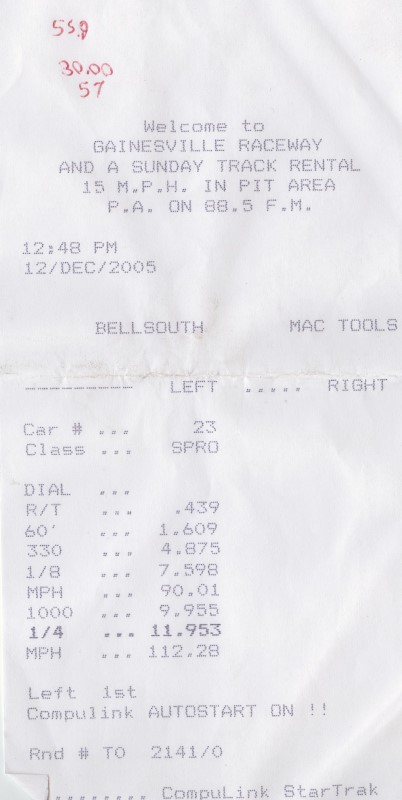 55.9
30.00
57
Welcome to
GAINESVILLE RACEWAY
AND A SUNDAY TRACK RENTAL
15 M.P.H. IN PIT AREA
P.A. ON 88.5 F.M.
12:48 PM
12/DEC/2005
BELLSOUTH MAC TOOLS
--------- LEFT ..... RIGHT
Car # ... 23
Class ... SPRO
DIAL ...
R/T ... .439
60' ... 1.609
330 ... 4.875
1/8 ... 7.598
MPH ... 90.01
1000 ... 9.955
1/4 ... 11.953
MPH ... 112.28
Left 1st
Compulink AUTOSTART ON !!
Rnd # TO 2141/0
........ CompuLink StarTrak